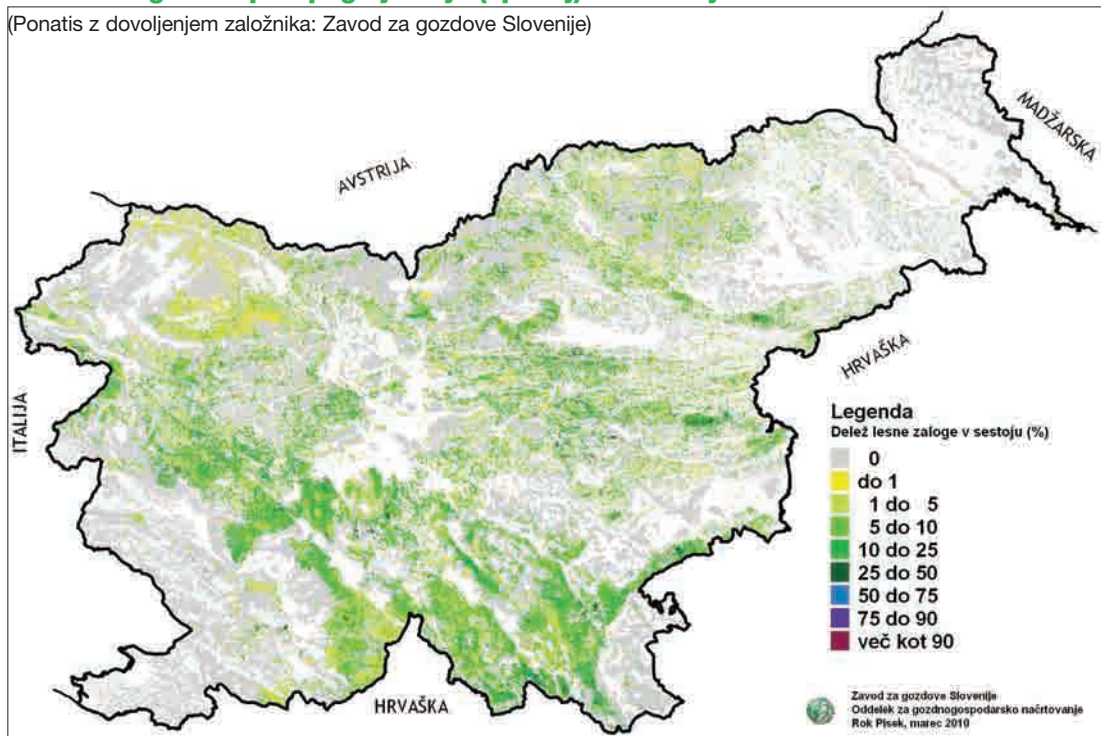 (Ponatis z dovoljenjem založnika: Zavod za gozdove Slovenije)
MADŽARSKA
AVSTRIJA
HRVAŠKA
ITALIJA
Legenda
Delež lesne zaloge v sestoju (%)
0
do 1
1 do 5
5 do 10
10 do 25
25 do 50
50 do 75
75 do 90
več kot 90
HRVAŠKA
Zavod za gozdove Slovenije
Oddelek za gozdnogospodarsko načrtovanje
Rok Pisek, marec 2010